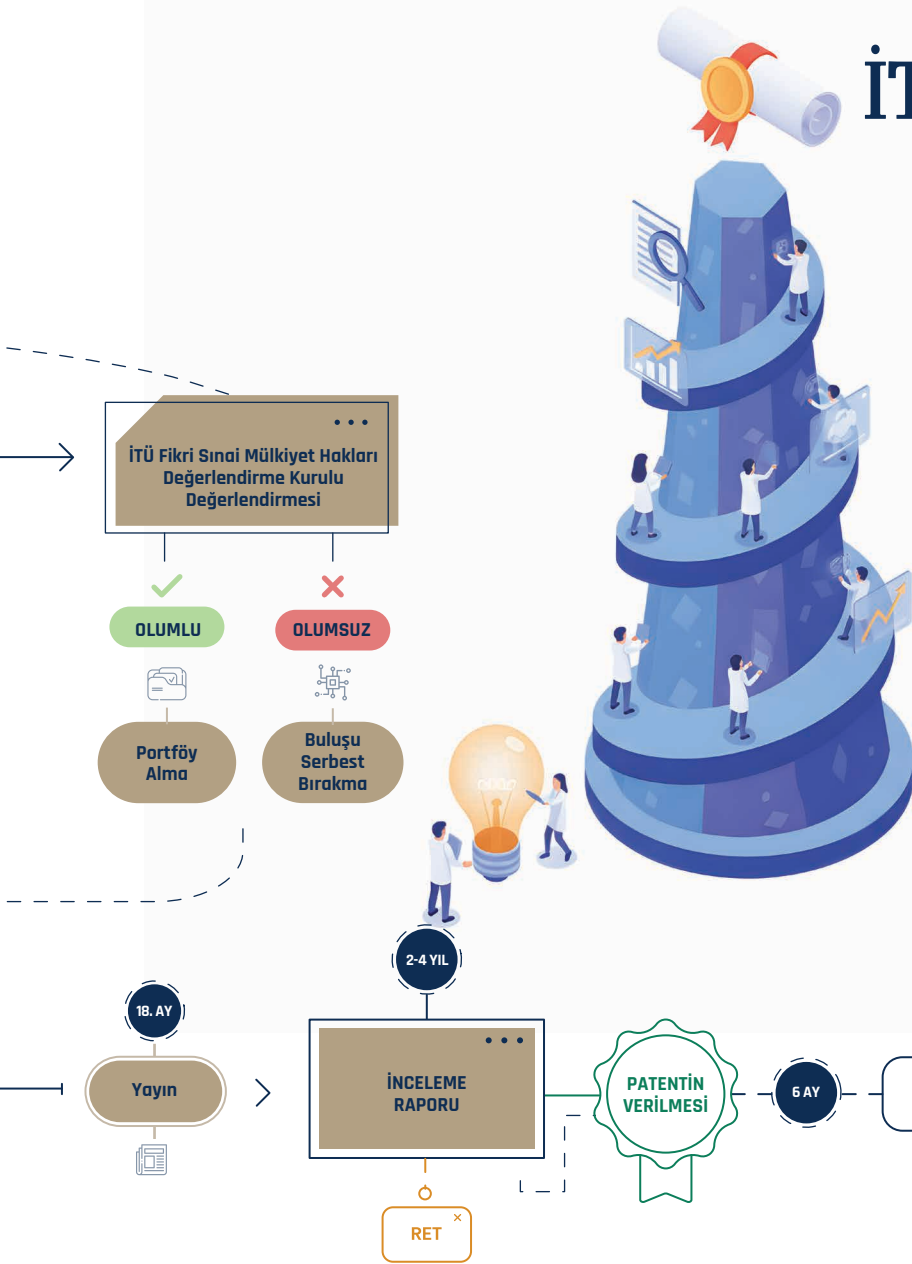 İT
İTÜ Fikri Sınai Mülkiyet Hakları
Değerlendirme Kurulu
Değerlendirmesi
OLUMLU
OLUMSUZ
Portföy
Alma
Buluşu
Serbest
Bırakma
2-4 YIL
18. AY
Yayın
İNCELEME
RAPORU
PATENTİN
VERİLMESİ
6 AY
RET